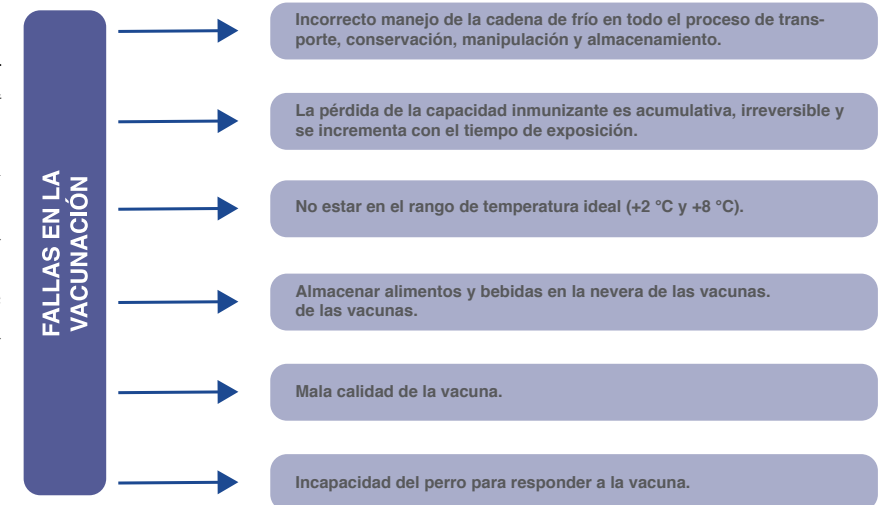 FALLAS EN LA
VACUNACIÓN
Incorrecto manejo de la cadena de frío en todo el proceso de trans-
porte, conservación, manipulación y almacenamiento.
La pérdida de la capacidad inmunizante es acumulativa, irreversible y
se incrementa con el tiempo de exposición.
No estar en el rango de temperatura ideal (+2 °C y +8 °C).
Almacenar alimentos y bebidas en la nevera de las vacunas.
de las vacunas.
Mala calidad de la vacuna.
Incapacidad del perro para responder a la vacuna.